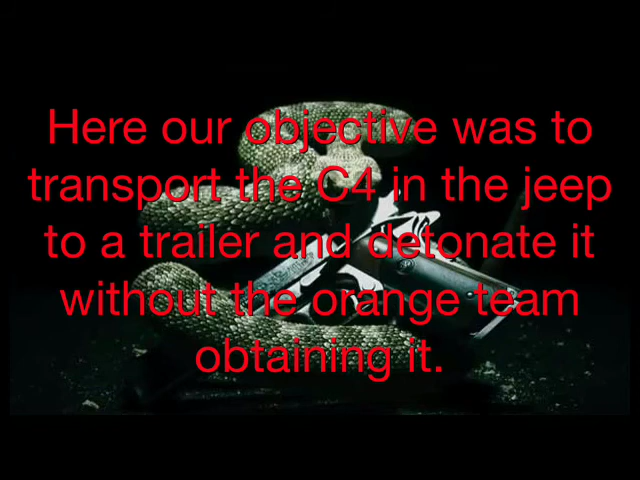 Here our objective was to
transport the C4 in the jeep
to a trailer and detonate it
without the orange team
obtaining it.